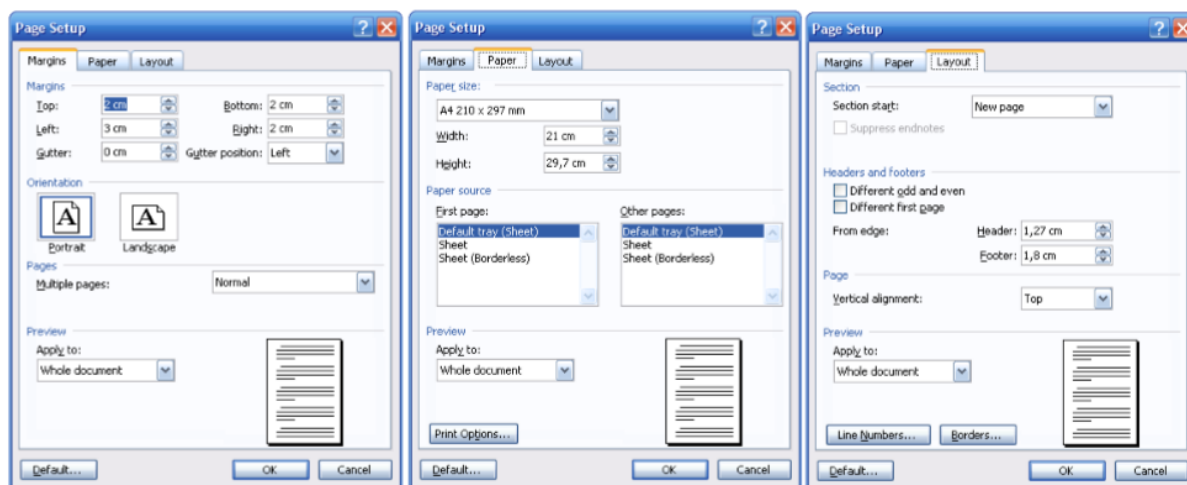 Page Setup
Margins Paper Layout
Margins
Top: 2 cm Bottom: 2 cm
Left: 3 cm Right: 2 cm
Gutter: 0 cm Gutter position: Left
Orientation
A A
Portrait Landscape
Pages
Multiple pages: Normal
Preview
Apply to:
Whole document
Default... OK Cancel
Page Setup
Margins Paper Layout
Paper size:
A4 210 x 297 mm
Width: 21 cm
Height: 29,7 cm
Paper source
First page: Other pages:
Default tray (Sheet) Default tray (Sheet)
Sheet Sheet
Sheet (Borderless) Sheet (Borderless)
Preview
Apply to:
Whole document
Print Options...
Default... OK Cancel
Page Setup
Margins Paper Layout
Section
Section start: New page
Suppress endnotes
Headers and footers
Different odd and even
Different first page
From edge: Header: 1,27 cm
Footer: 1,8 cm
Page
Vertical alignment: Top
Preview
Apply to:
Whole document
Line Numbers... Borders...
Default... OK Cancel